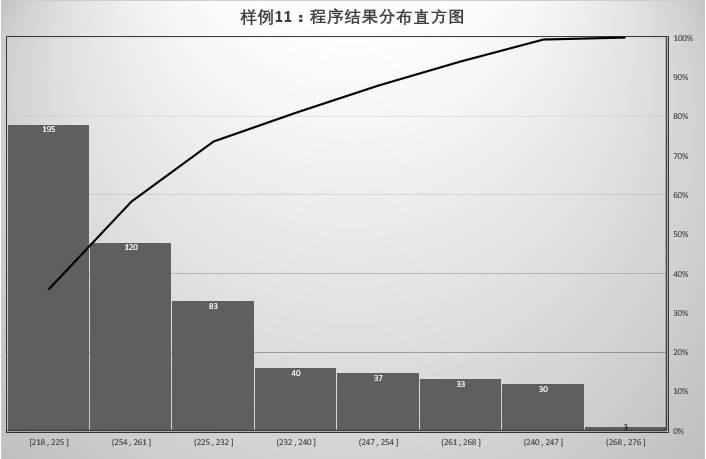 样例11：程序结果分布直方图
100%
90%
80%
70%
60%
50%
40%
30%
20%
10%
0%
195
120
83
40
37
33
30
3
[218 , 225 ]
(254 , 261 ]
(225 , 232 ]
(232 , 240 ]
(247 , 254 ]
(261 , 268 ]
(240 , 247 ]
(268 , 276 ]